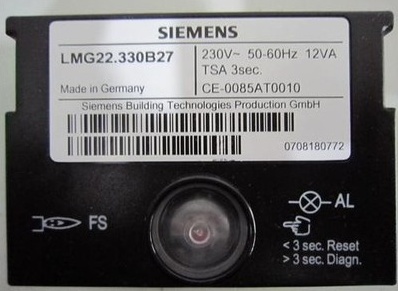 SIEMENS
LMG22.330B27
230V~ 50-60Hz 12VA
TSA 3sec.
Made in Germany
CE-0085AT0010
Siemens Building Technologies Production GmbH
0708180772
FS
AL
< 3 sec. Reset
> 3 sec. Diagn.